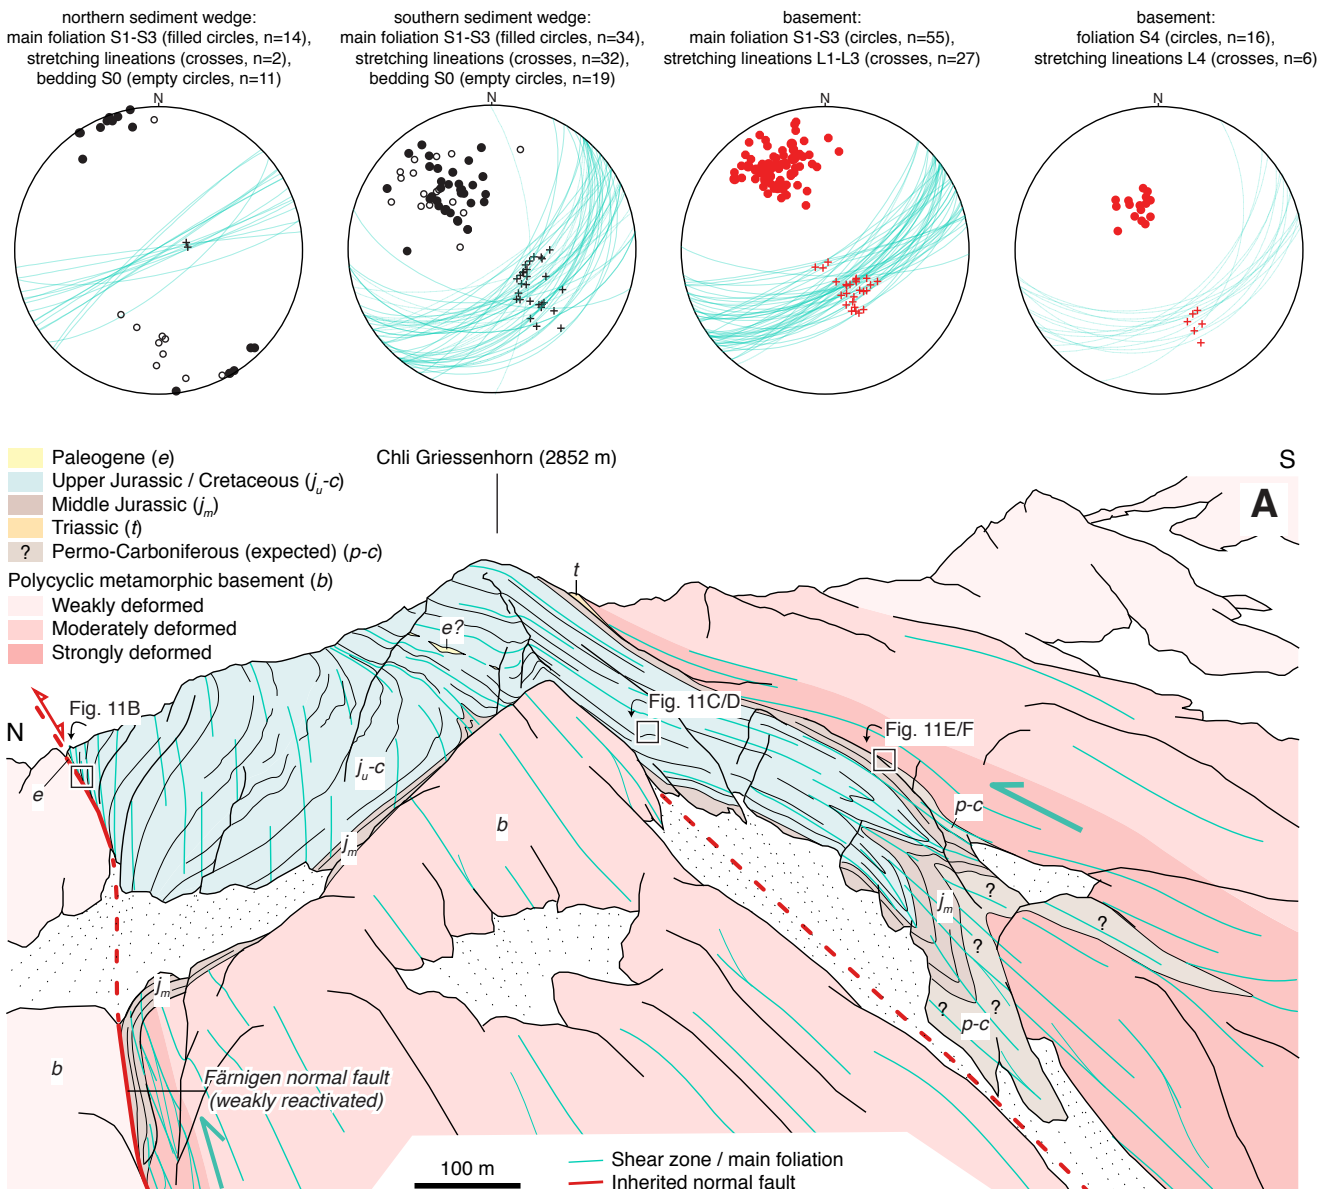 northern sediment wedge:
main foliation S1-S3 (filled circles, n=14),
stretching lineations (crosses, n=2),
bedding S0 (empty circles, n=11)
southern sediment wedge:
main foliation S1-S3 (filled circles, n=34),
stretching lineations (crosses, n=32),
bedding S0 (empty circles, n=19)
basement:
main foliation S1-S3 (circles, n=55),
stretching lineations L1-L3 (crosses, n=27)
basement:
foliation S4 (circles, n=16),
stretching lineations L4 (crosses, n=6)
N
N
N
N
Paleogene (e)
Upper Jurassic / Cretaceous (ju-c)
Middle Jurassic (jm)
Triassic (t)
? Permo-Carboniferous (expected) (p-c)
Polycyclic metamorphic basement (b)
Weakly deformed
Moderately deformed
Strongly deformed
Chli Griessenhorn (2852 m)
S
A
t
e?
N
Fig. 11B
Fig. 11C/D
Fig. 11E/F
e
ju-c
p-c
b
jm
?
jm
?
?
jm
?
?
p-c
b
Färnigen normal fault
(weakly reactivated)
100 m
Shear zone / main foliation
Inherited normal fault